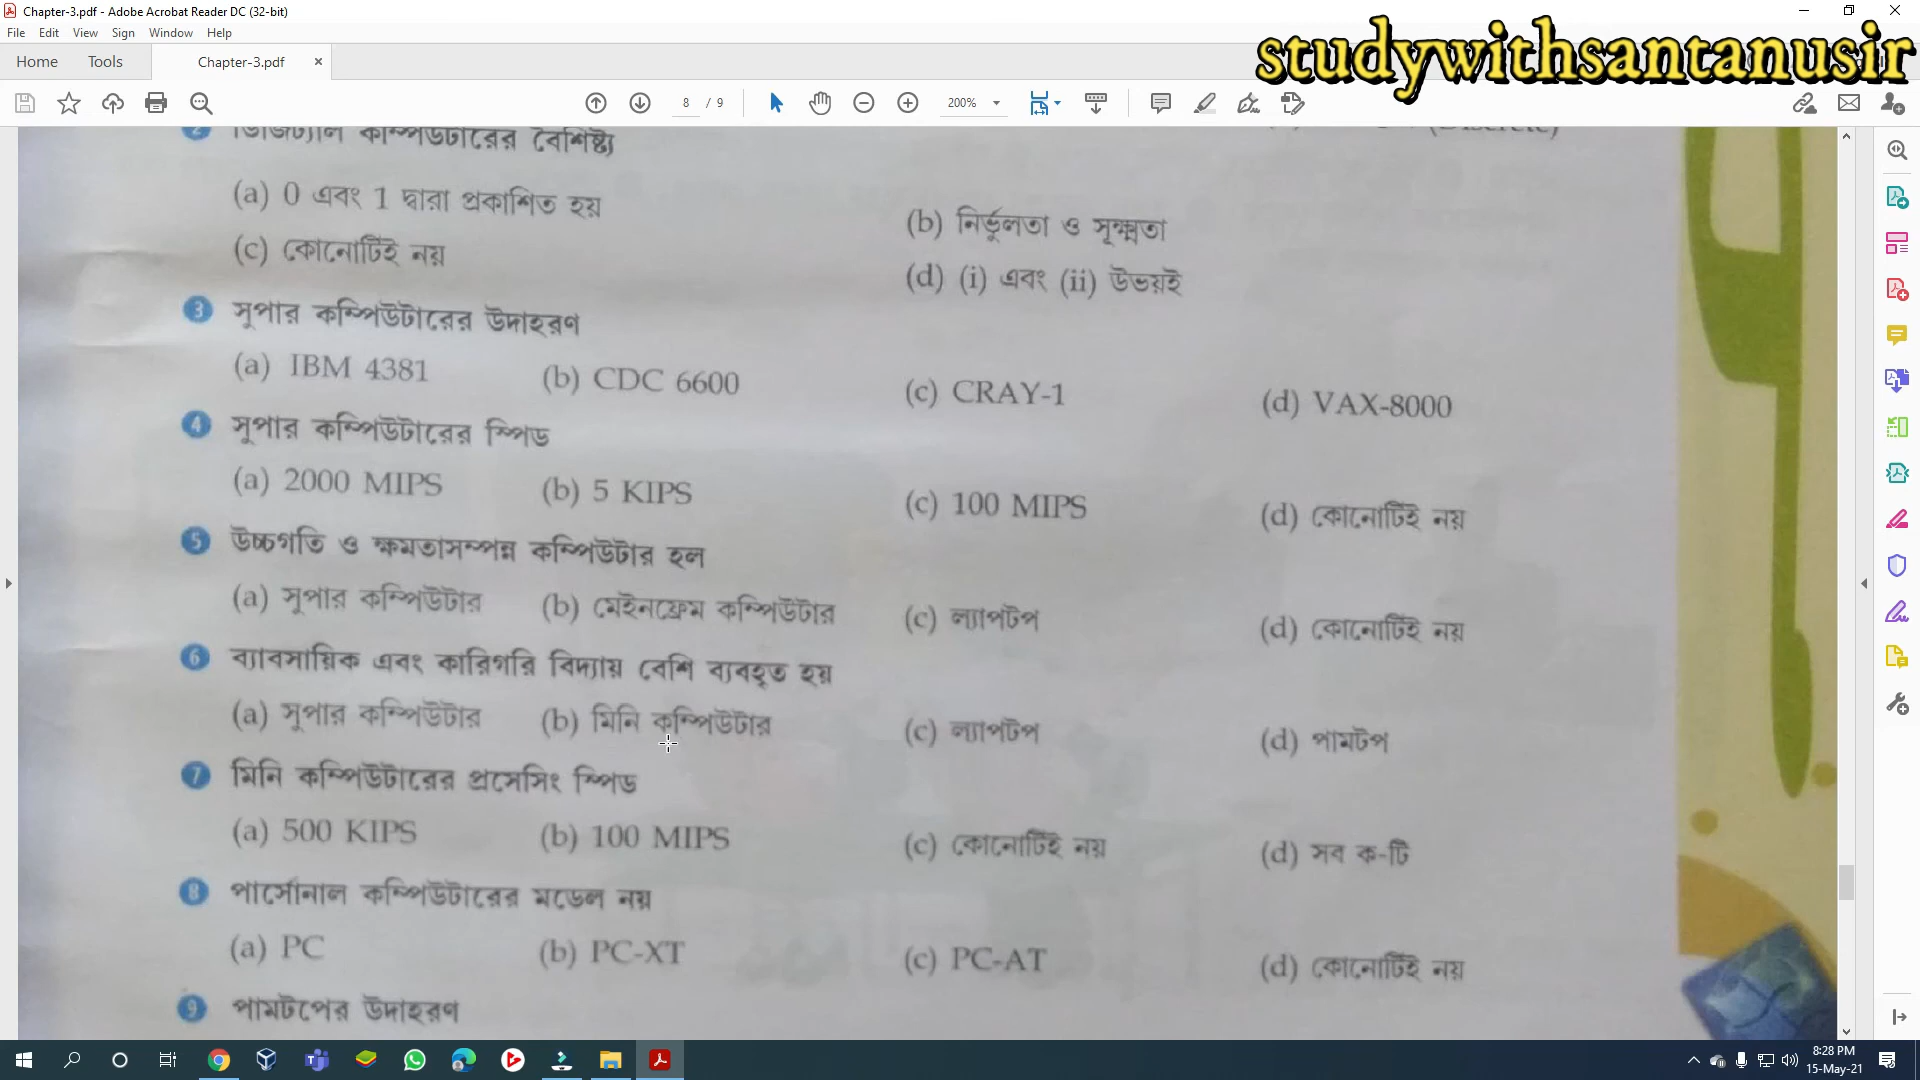 Chapter-3.pdf - Adobe Acrobat Reader DC (32-bit)
File Edit View Sign Window Help
studywithsantanusir
Home Tools Chapter-3.pdf ×
8 / 9 200%
2 ডিজিট্যাল কম্পিউটারের বৈশিষ্ট্য
(a) 0 এবং 1 দ্বারা প্রকাশিত হয় (b) নির্ভুলতা ও সূক্ষ্মতা
(c) কোনোটিই নয় (d) (i) এবং (ii) উভয়ই
3 সুপার কম্পিউটারের উদাহরণ
(a) IBM 4381 (b) CDC 6600 (c) CRAY-1 (d) VAX-8000
4 সুপার কম্পিউটারের স্পিড
(a) 2000 MIPS (b) 5 KIPS (c) 100 MIPS (d) কোনোটিই নয়
5 উচ্চগতি ও ক্ষমতাসম্পন্ন কম্পিউটার হল
(a) সুপার কম্পিউটার (b) মেইনফ্রেম কম্পিউটার (c) ল্যাপটপ (d) কোনোটিই নয়
6 ব্যাবসায়িক এবং কারিগরি বিদ্যায় বেশি ব্যবহৃত হয়
(a) সুপার কম্পিউটার (b) মিনি কম্পিউটার (c) ল্যাপটপ (d) পামটপ
7 মিনি কম্পিউটারের প্রসেসিং স্পিড
(a) 500 KIPS (b) 100 MIPS (c) কোনোটিই নয় (d) সব ক-টি
8 পার্সোনাল কম্পিউটারের মডেল নয়
(a) PC (b) PC-XT (c) PC-AT (d) কোনোটিই নয়
9 পামটপের উদাহরণ
8:28 PM
15-May-21